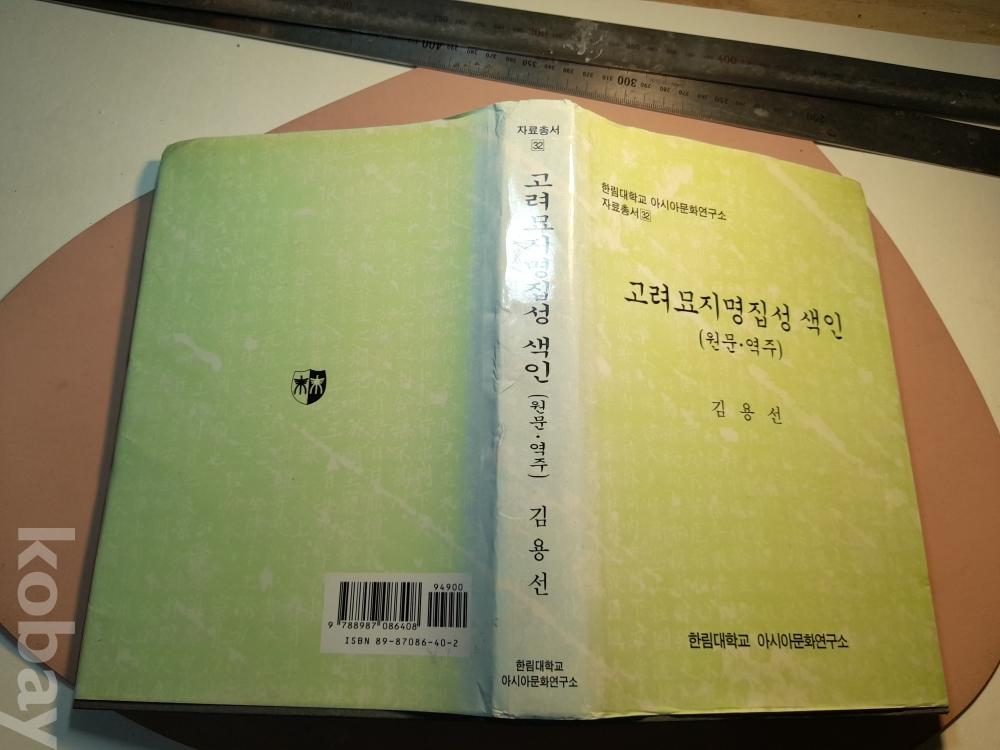 자료총서
32
고려묘지명집성 색인 (원문·역주) 김용선
한림대학교
아시아문화연구소
한림대학교 아시아문화연구소
자료총서 32
고려묘지명집성 색인
(원문·역주)
김용선
한림대학교 아시아문화연구소
94900
9 788987 086408
ISBN 89-87086-40-2
kobay